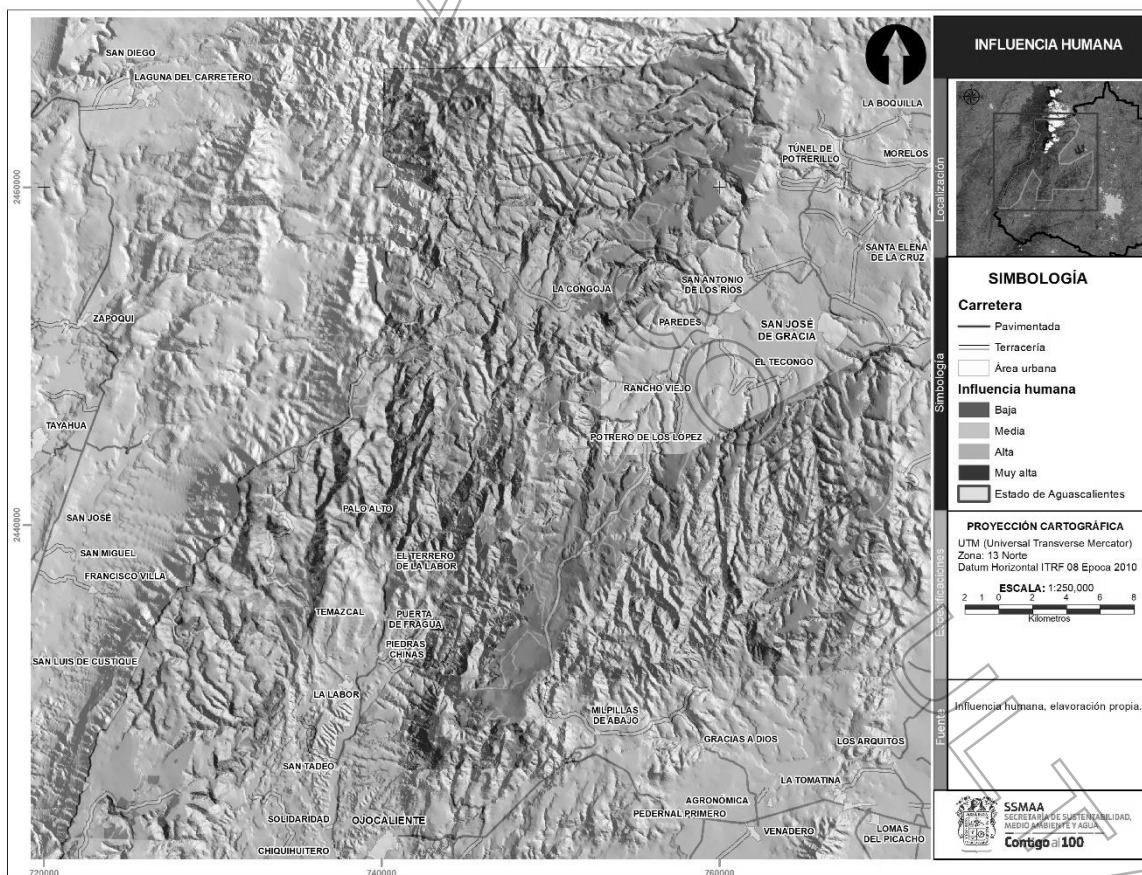 SAN DIEGO
LAGUNA DEL CARRETERO
LA BOQUILLA
TÚNEL DE
POTRERILLO
MORELOS
2460000
SANTA ELENA
DE LA CRUZ
LA CONGOJA
SAN ANTONIO
DE LOS RÍOS
ZAPOQUI
PAREDES
SAN JOSÉ
DE GRACIA
EL TECONGO
RANCHO VIEJO
TAYAHUA
POTRERO DE LOS LÓPEZ
PALO ALTO
SAN JOSÉ
2440000
SAN MIGUEL
EL TERRERO
DE LA LABOR
FRANCISCO VILLA
TEMAZCAL
PUERTA
DE FRAGUA
PIEDRAS
CHINAS
SAN LUIS DE CUSTIQUE
LA LABOR
MILPILLAS
DE ABAJO
GRACIAS A DIOS
LOS ARQUITOS
SAN TADEO
LA TOMATINA
AGRONÓMICA
SOLIDARIDAD
OJOCALIENTE
PEDERNAL PRIMERO
VENADERO
LOMAS
DEL PICACHO
CHIQUIHUITERO
720000
740000
760000
INFLUENCIA HUMANA
Localización
Simbología
SIMBOLOGÍA
Carretera
Pavimentada
Terracería
Área urbana
Influencia humana
Baja
Media
Alta
Muy alta
Estado de Aguascalientes
Especificaciones
PROYECCIÓN CARTOGRÁFICA
UTM (Universal Transverse Mercator)
Zona: 13 Norte
Datum Horizontal ITRF 08 Epoca 2010
ESCALA: 1:250,000
2 1 0 2 4 6 8
Kilometros
Fuente
Influencia humana, elavoración propia.
SSMAA
SECRETARÍA DE SUSTENTABILIDAD,
MEDIO AMBIENTE Y AGUA
Contigo al 100